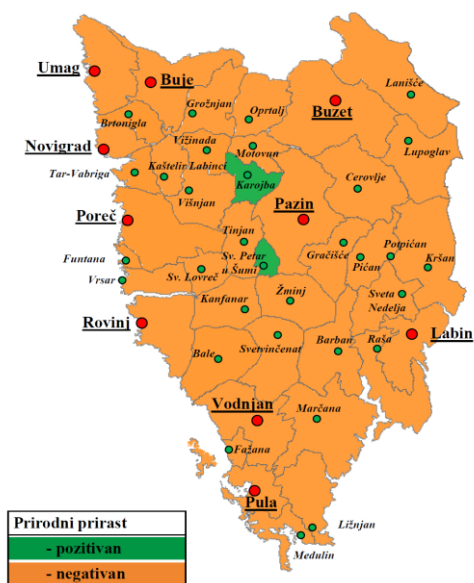 Umag
Buje
Lanišće
Buzet
Grožnjan
Oprtalj
Brtonigla
Vižinada
Lupoglav
Novigrad
Motovun
Kaštelir Labinci
Tar-Vabriga
Karojba
Cerovlje
Višnjan
Pazin
Poreč
Tinjan
Potpićan
Gračišće
Sv. Petar
u Šumi
Funtana
Pićan
Kršan
Sv. Lovreč
Vrsar
Žminj
Sveta
Nedelja
Kanfanar
Rovinj
Labin
Svetvinčenat
Barban
Raša
Bale
Vodnjan
Marčana
Fažana
Pula
Ližnjan
Medulin
Prirodni prirast
- pozitivan
- negativan